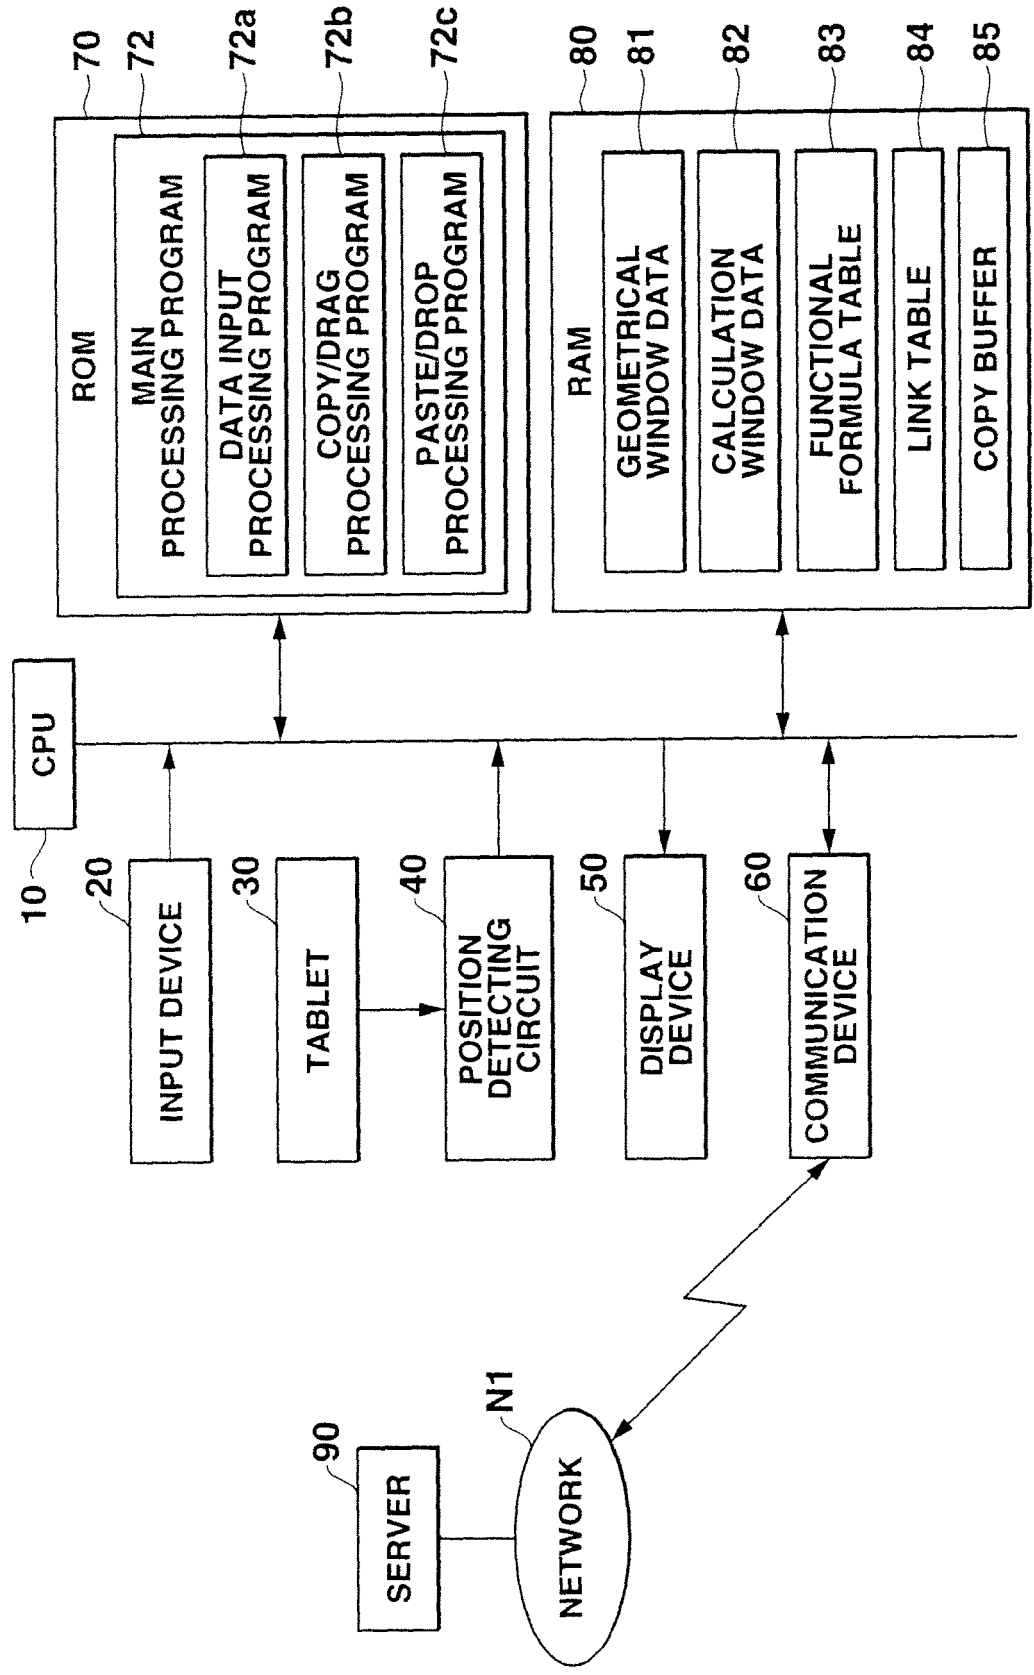 CPU
10
INPUT DEVICE
20
TABLET
30
POSITION
DETECTING
CIRCUIT
40
DISPLAY
DEVICE
50
COMMUNICATION
DEVICE
60
SERVER
90
NETWORK
N1
ROM
70
MAIN
PROCESSING PROGRAM
72
DATA INPUT
PROCESSING PROGRAM
72a
COPY/DRAG
PROCESSING PROGRAM
72b
PASTE/DROP
PROCESSING PROGRAM
72c
RAM
80
GEOMETRICAL
WINDOW DATA
81
CALCULATION
WINDOW DATA
82
FUNCTIONAL
FORMULA TABLE
83
LINK TABLE
84
COPY BUFFER
85